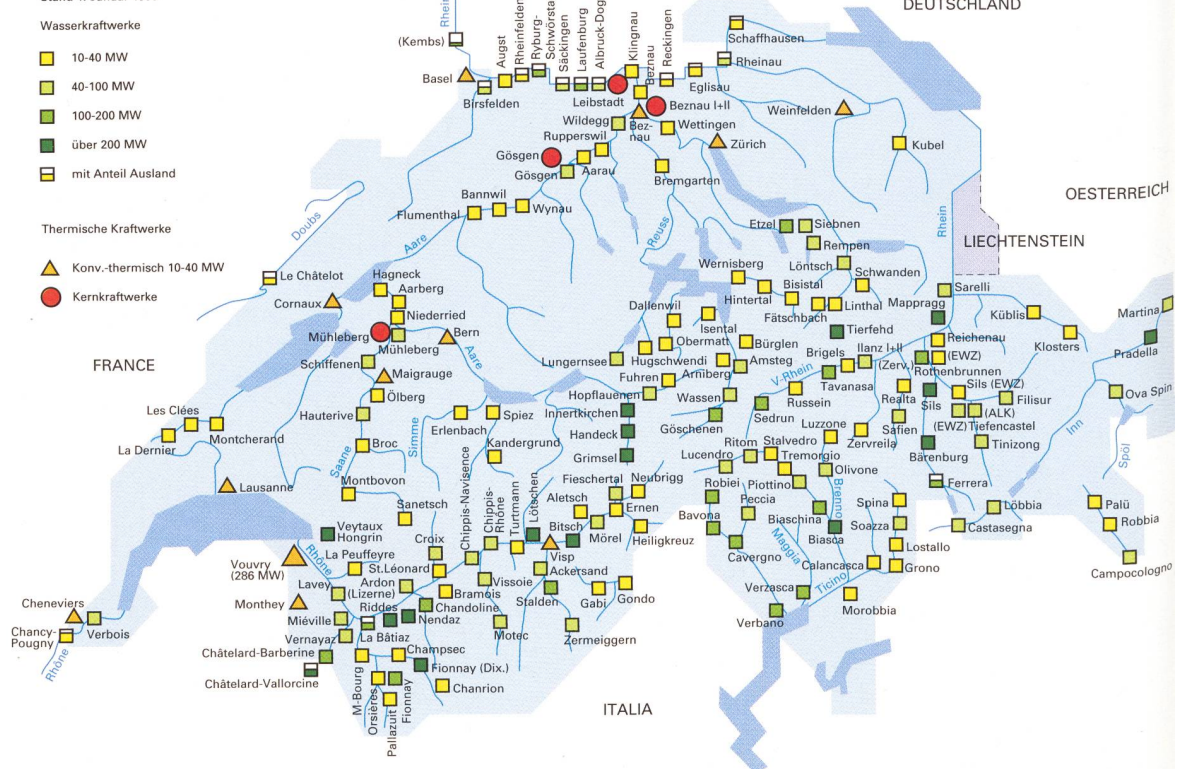 Wasserkraftwerke
10-40 MW
40-100 MW
100-200 MW
über 200 MW
mit Anteil Ausland
Thermische Kraftwerke
Konv.-thermisch 10-40 MW
Kernkraftwerke
DEUTSCHLAND
OESTERREICH
LIECHTENSTEIN
FRANCE
ITALIA
Rhein
(Kembs)
Basel
Birsfelden
Augst
Rheinfelden
Ryburg-
Schwörsta
Säckingen
Laufenburg
Albruck-Dog
Klingnau
Beznau
Reckingen
Schaffhausen
Rheinau
Eglisau
Leibstadt
Beznau I+II
Wildegg
Bez-
nau
Wettingen
Rupperswil
Zürich
Weinfelden
Kubel
Gösgen
Gösgen
Aarau
Bremgarten
Bannwil
Flumenthal
Wynau
Doubs
Aare
Reuss
Rhein
Etzel
Siebnen
Rempen
Le Châtelot
Hagneck
Aarberg
Cornaux
Niederried
Mühleberg
Mühleberg
Bern
Aare
Schiffenen
Maigrauge
Ölberg
Hauterive
Les Clées
La Dernier
Montcherand
Broc
Saane
Simme
Erlenbach
Spiez
Kandergrund
Montbovon
Lausanne
Sanetsch
Wernisberg
Löntsch
Schwanden
Hintertal
Bisistal
Linthal
Fätschbach
Sarelli
Mappragg
Dallenwil
Isental
Obermatt
Bürglen
Tierfehd
Küblis
Klosters
Martina
Pradella
Reichenau
(EWZ)
Lungernsee
Hugschwendi
Amsteg
Arniberg
Fuhren
Brigels
Ilanz I+II
(Zerv.)
Rothenbrunnen
V-Rhein
Tavanasa
Hopflauenen
Wassen
Russein
Realta
Sils
Sils (EWZ)
Filisur
Ova Spin
Innertkirchen
Göschenen
Sedrun
Luzzone
Safien
(EWZ)
(ALK)
Tiefencastel
Handeck
Zervreila
Bärenburg
Tinizong
Inn
Spöl
Grimsel
Lucendro
Ritom
Stalvedro
Tremorgio
Olivone
Piottino
Ferrera
Fieschertal
Neubrigg
Robiei
Peccia
Brenno
Spina
Löbbia
Palü
Aletsch
Ernen
Bavona
Biaschina
Soazza
Castasegna
Robbia
Chippis-Navisence
Chippis-
Rhône
Turtmann
Lötschen
Bitsch
Mörel
Heiligkreuz
Cavergno
Maggia
Biasca
Lostallo
Veytaux
Hongrin
Croix
Visp
Ackersand
Calancasca
Grono
Campocologno
Vouvry
(286 MW)
Rhône
La Peuffeyre
St.Léonard
Vissoie
Stalden
Gabi
Gondo
Verzasca
Ticino
Morobbia
Lavey
Ardon
(Lizerne)
Bramois
Verbano
Monthey
Riddes
Chandoline
Nendaz
Motec
Zermeiggern
Cheneviers
Miéville
Chancy-
Pougny
Verbois
Vernayaz
La Bâtiaz
Châtelard-Barberine
Champsec
Fionnay (Dix.)
Châtelard-Vallorcine
Chanrion
Rhône
M-Bourg
Orsières
Pallazuit
Fionnay